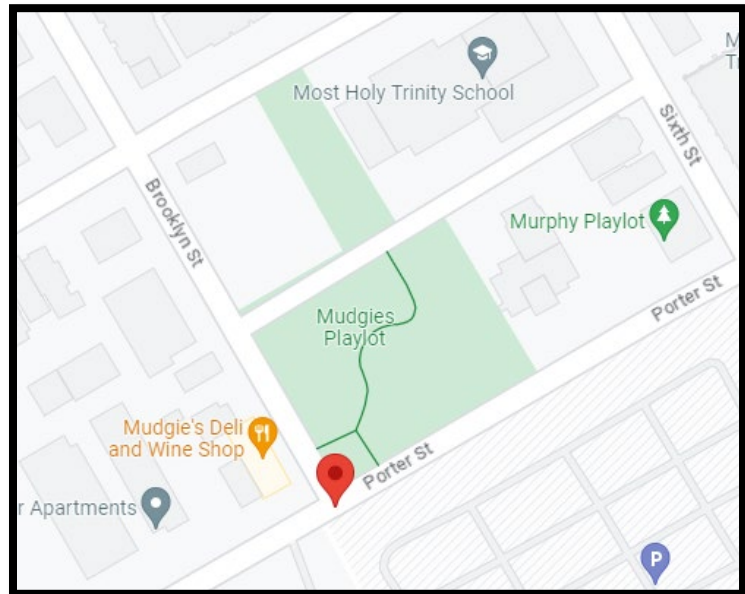 M
Ti
Most Holy Trinity School
Sixth St
Brooklyn St
Murphy Playlot
Porter St
Mudgies
Playlot
Mudgie's Deli
and Wine Shop
Porter St
r Apartments
P